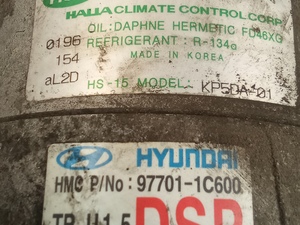 HALLA CLIMATE CONTROL CORP.
OIL: DAPHNE HERMETIC FD46XG
0196 REFRIGERANT : R-134a
154 MADE IN KOREA
aL2D HS-15 MODEL: KP5DA-01
HYUNDAI
HMC P/No : 97701-1C600